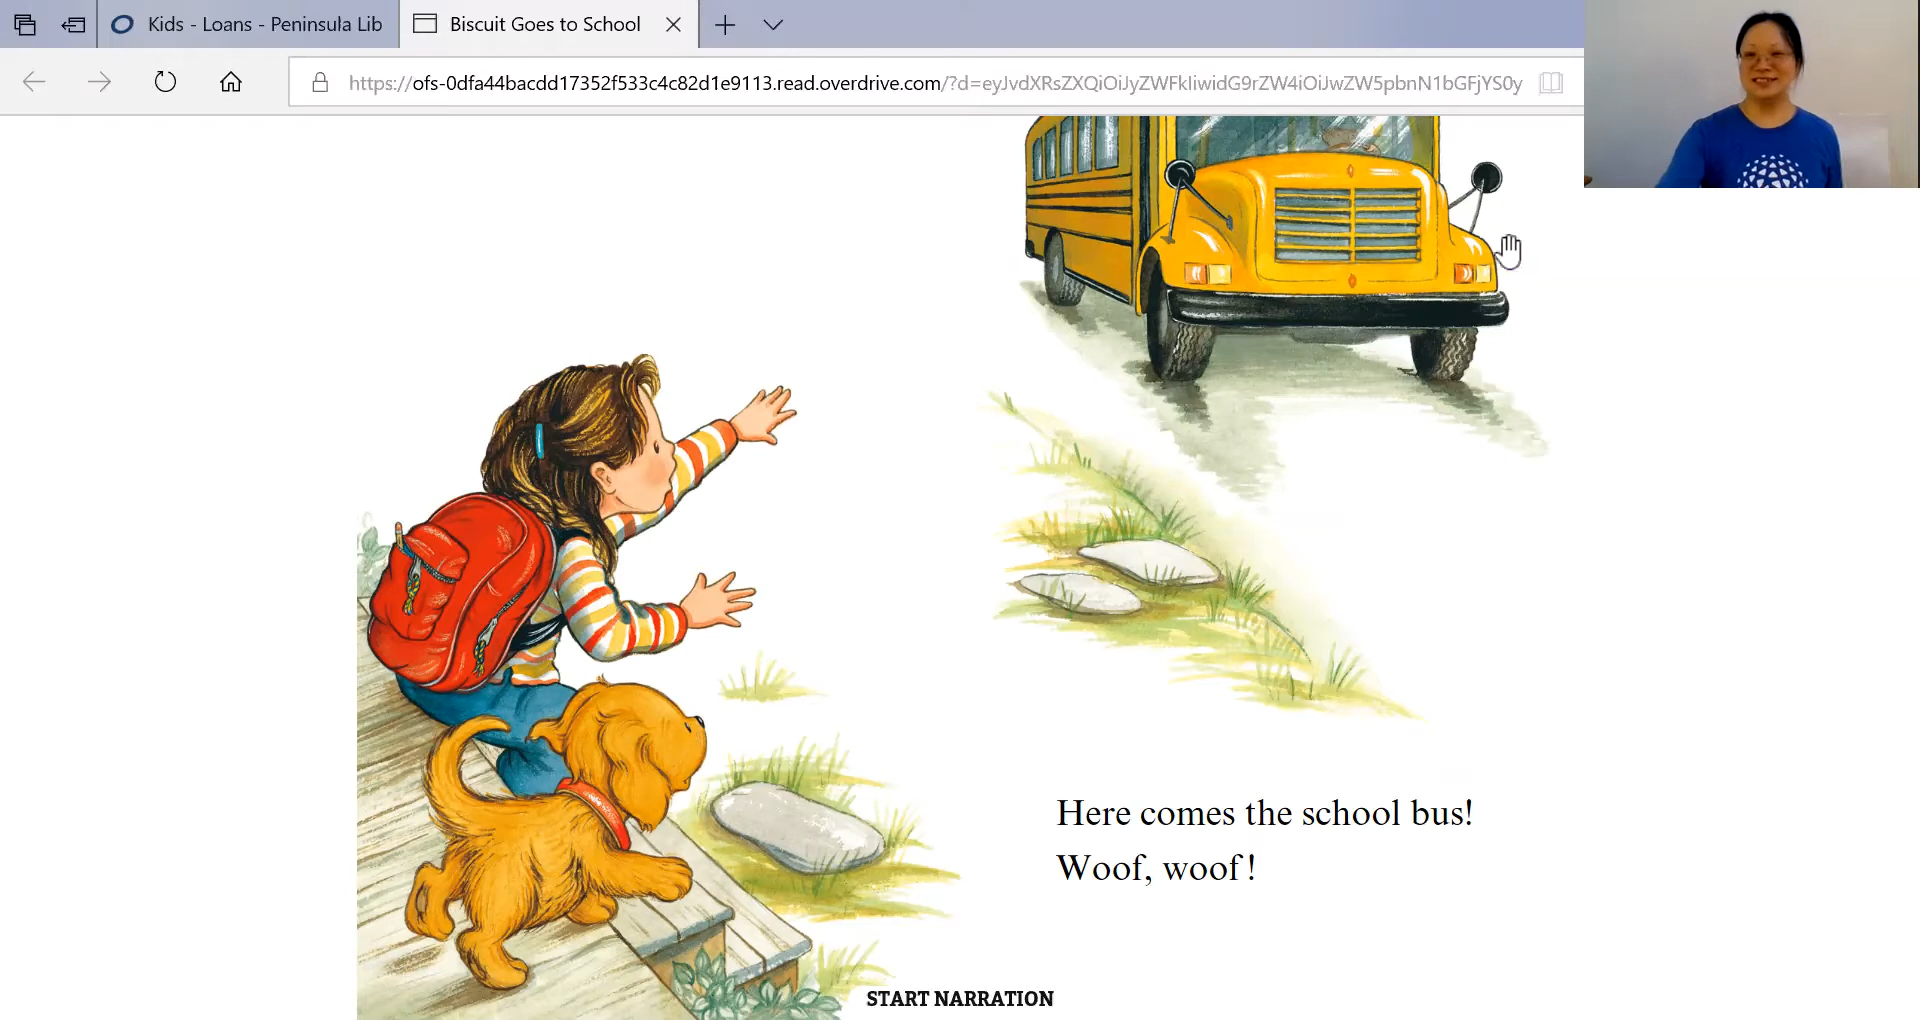 Kids - Loans - Peninsula Lib
Biscuit Goes to School
https://ofs-0dfa44bacdd17352f533c4c82d1e9113.read.overdrive.com/?d=eyJvdXRsZXQiOiJyZWFkIiwidG9rZW4iOiJwZW5pbnN1bGFjYS0y
Here comes the school bus!
Woof, woof!
START NARRATION